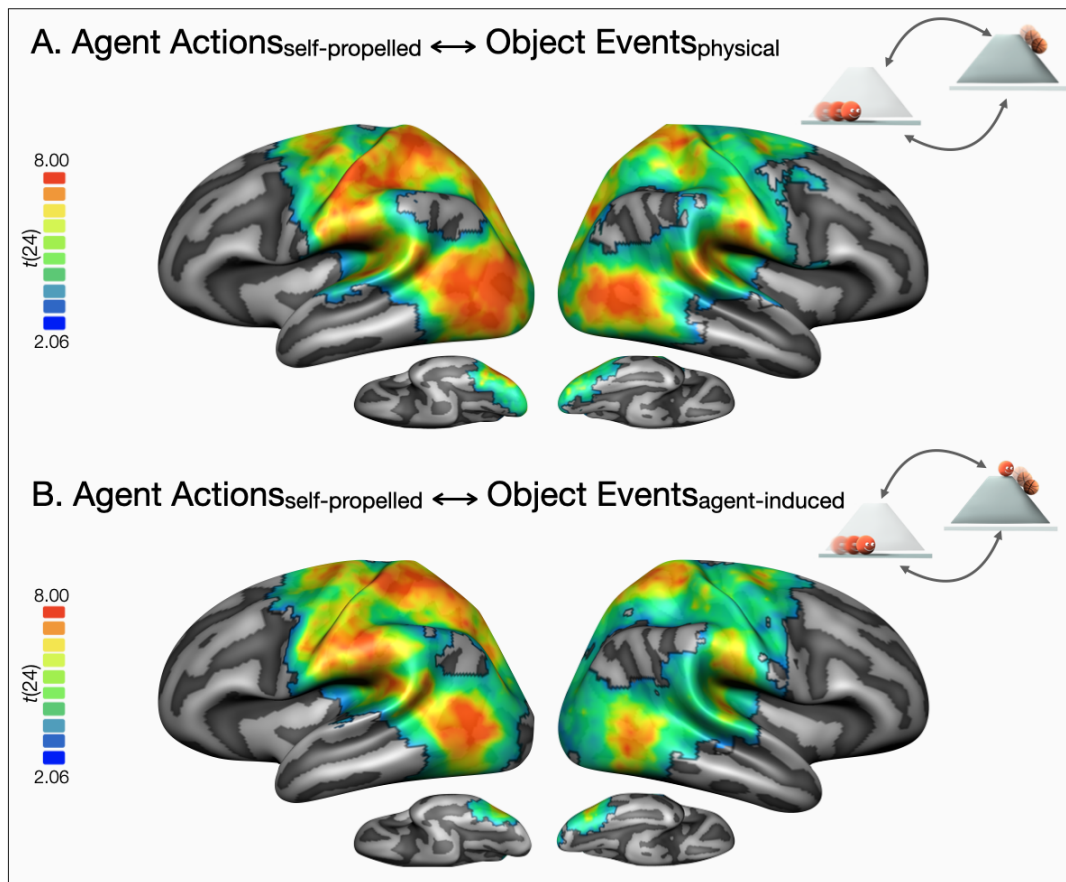 A. Agent Actionsself-propelled ↔ Object Eventsphysical
8.00
t(24)
2.06
B. Agent Actionsself-propelled ↔ Object Eventsagent-induced
8.00
t(24)
2.06